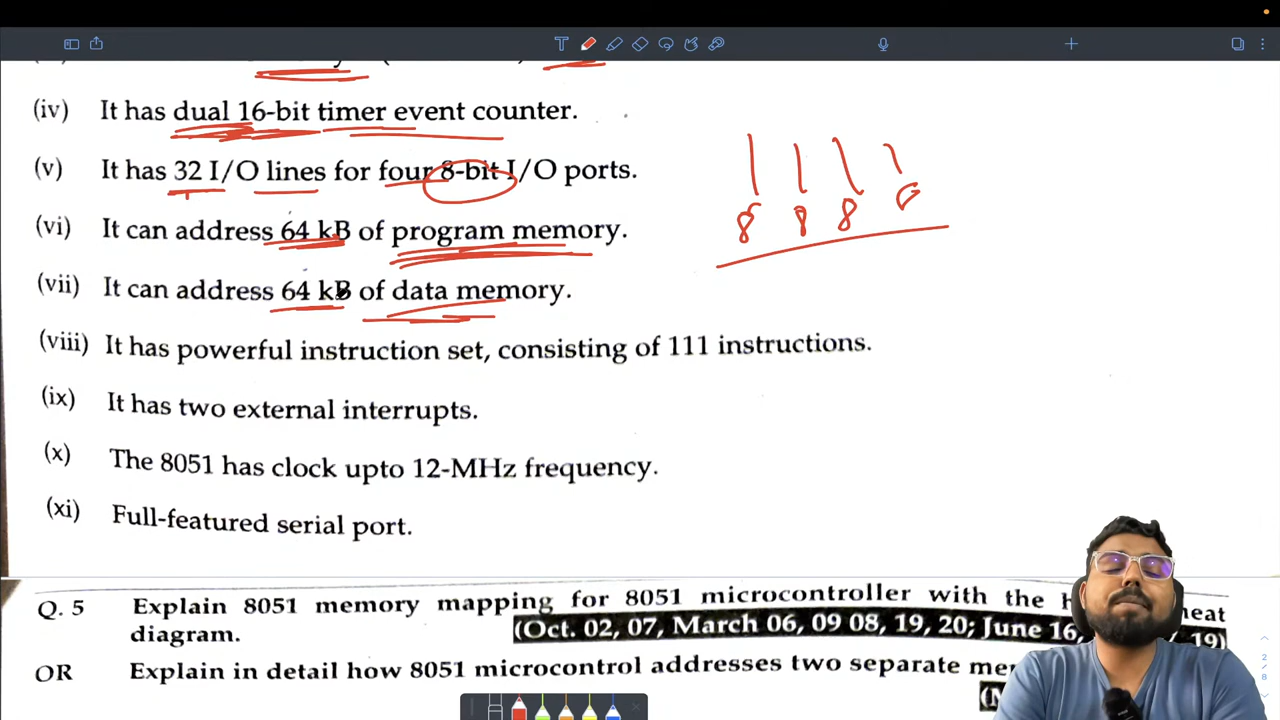 (iv) It has dual 16-bit timer event counter.
(v) It has 32 I/O lines for four 8-bit I/O ports.
(vi) It can address 64 kB of program memory.
(vii) It can address 64 kB of data memory.
(viii) It has powerful instruction set, consisting of 111 instructions.
(ix) It has two external interrupts.
(x) The 8051 has clock upto 12-MHz frequency.
(xi) Full-featured serial port.
8 8 8
Q. 5 Explain 8051 memory mapping for 8051 microcontroller with the neat
diagram. (Oct. 02, 07, March 06, 09 08, 19, 20; June 16, 19)
OR Explain in detail how 8051 microcontrol addresses two separate
2
/
8